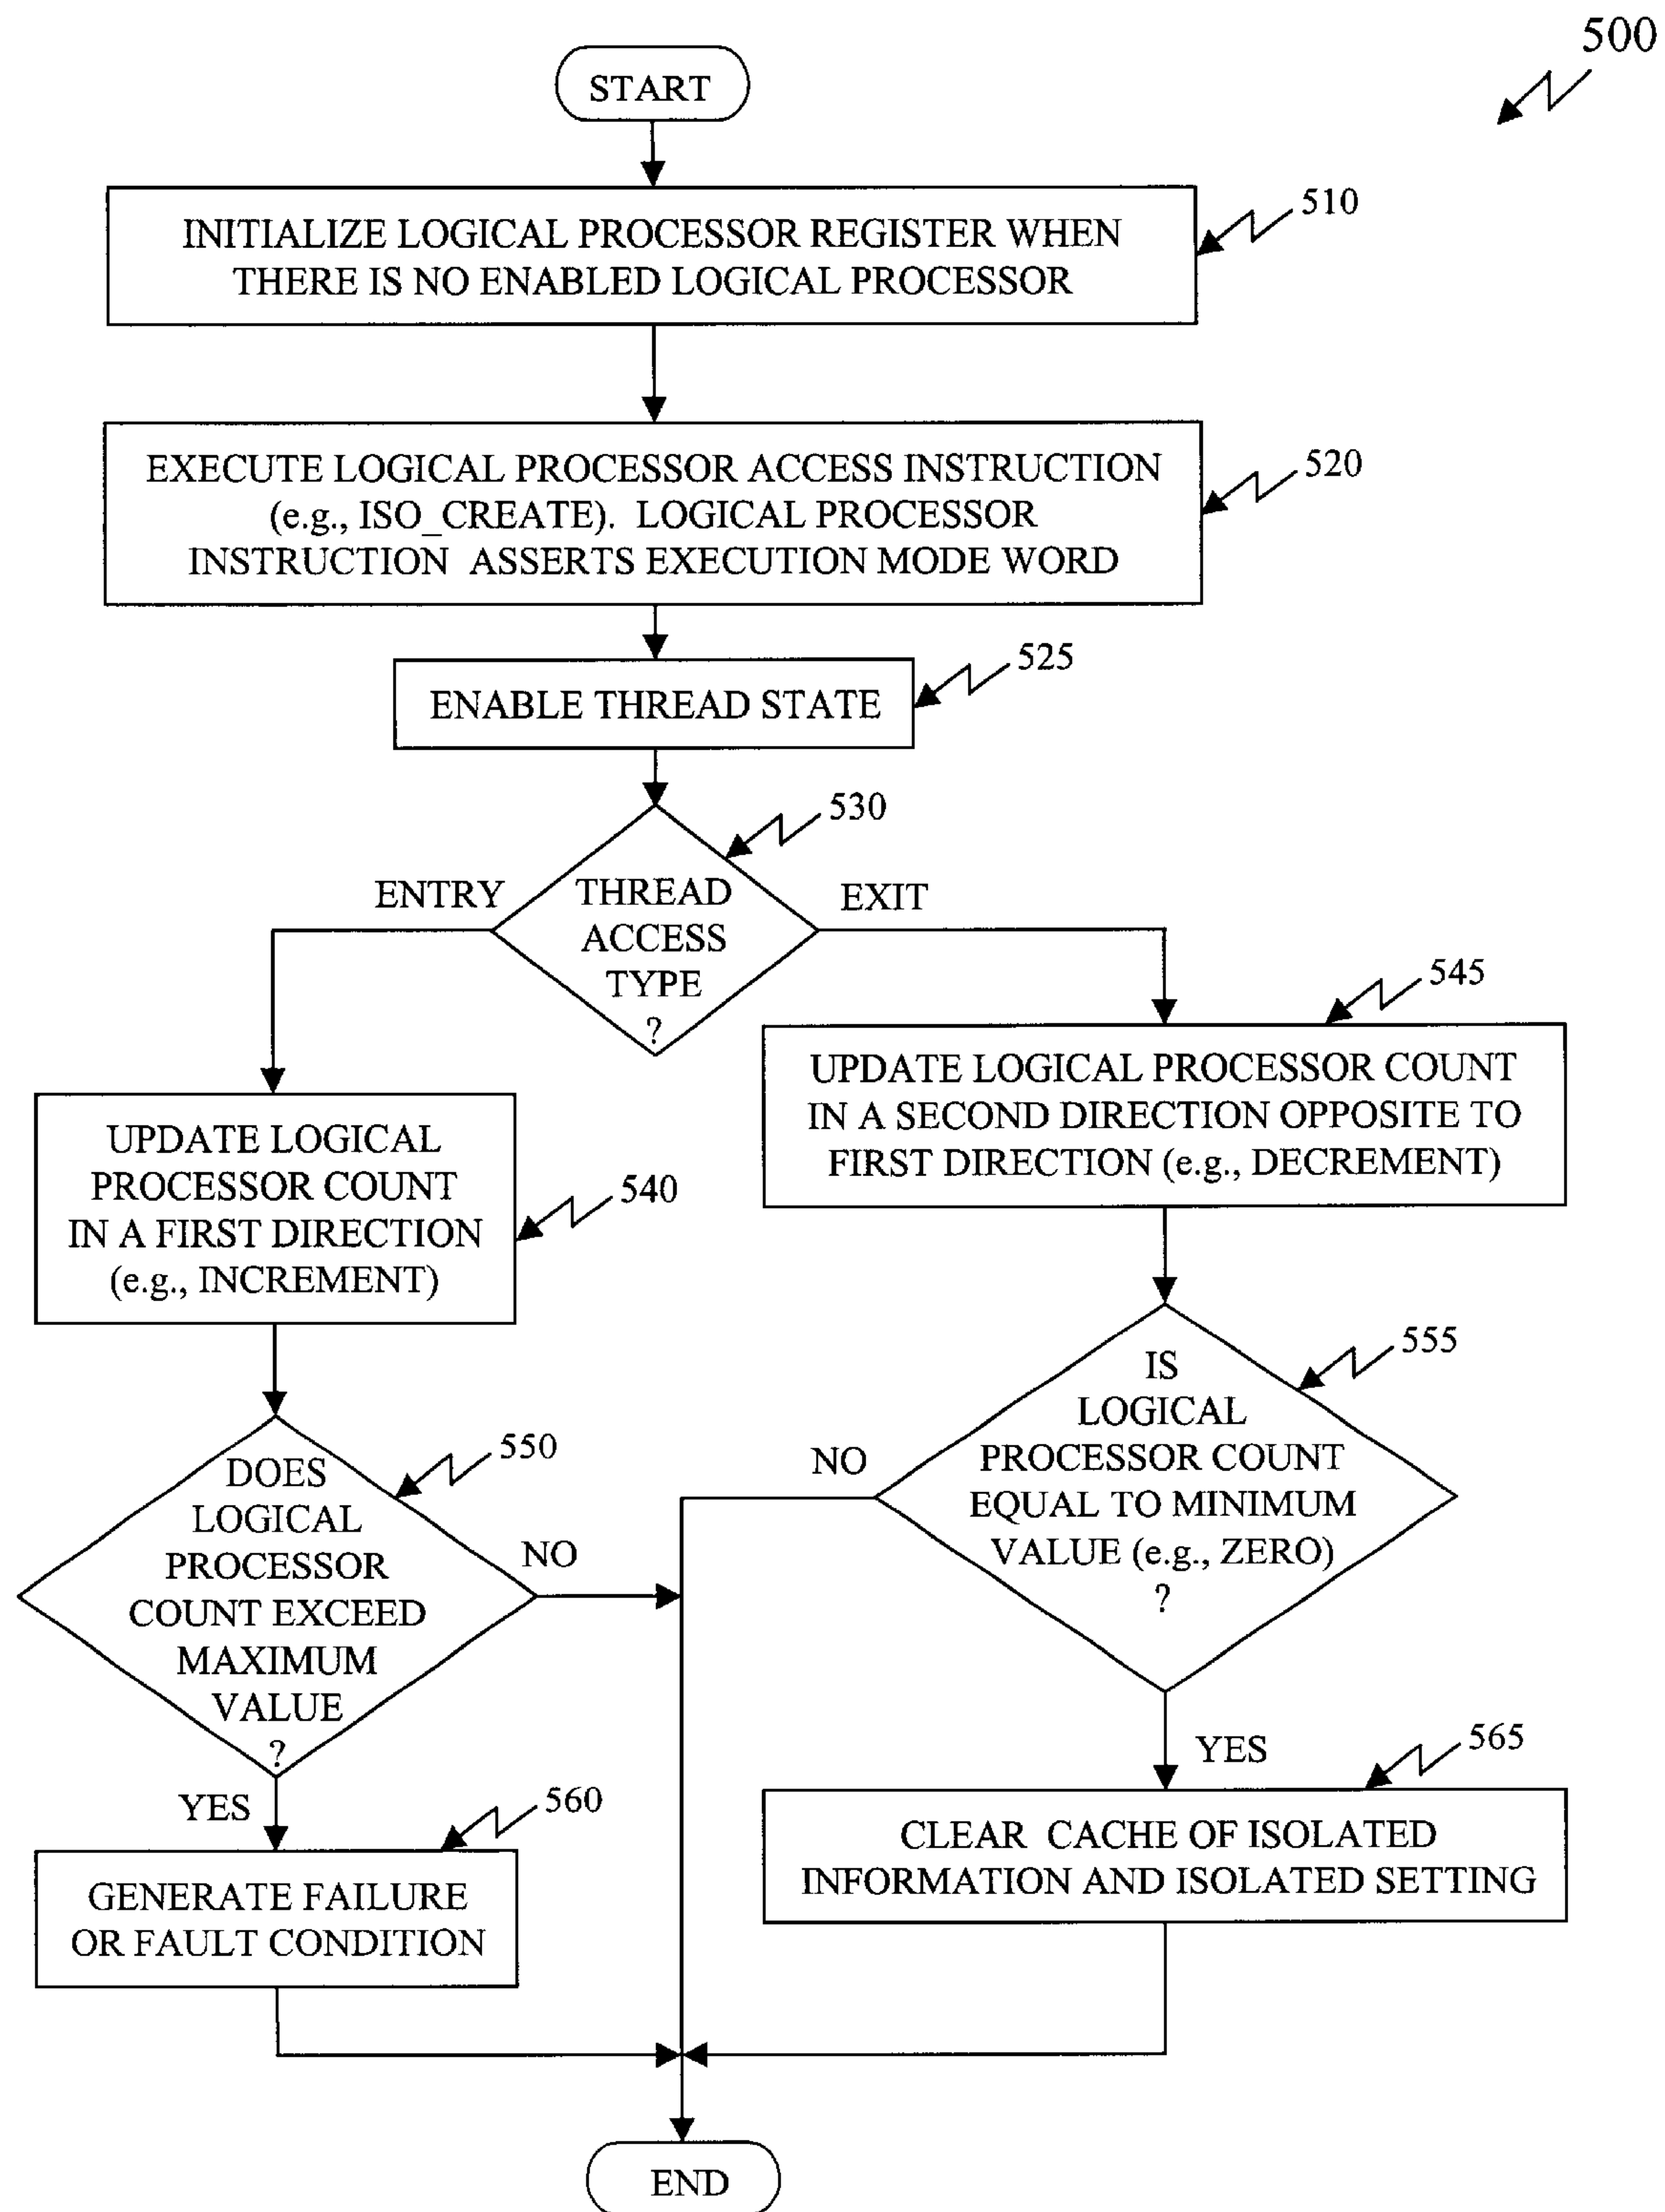 500
START
510
INITIALIZE LOGICAL PROCESSOR REGISTER WHEN
THERE IS NO ENABLED LOGICAL PROCESSOR
520
EXECUTE LOGICAL PROCESSOR ACCESS INSTRUCTION
(e.g., ISO_CREATE). LOGICAL PROCESSOR
INSTRUCTION ASSERTS EXECUTION MODE WORD
525
ENABLE THREAD STATE
530
ENTRY
THREAD
ACCESS
TYPE
?
EXIT
545
UPDATE LOGICAL PROCESSOR COUNT
IN A SECOND DIRECTION OPPOSITE TO
FIRST DIRECTION (e.g., DECREMENT)
UPDATE LOGICAL
PROCESSOR COUNT
IN A FIRST DIRECTION
(e.g., INCREMENT)
540
555
IS
LOGICAL
PROCESSOR COUNT
EQUAL TO MINIMUM
VALUE (e.g., ZERO)
?
NO
550
DOES
LOGICAL
PROCESSOR
COUNT EXCEED
MAXIMUM
VALUE
?
NO
YES
565
YES
560
CLEAR CACHE OF ISOLATED
INFORMATION AND ISOLATED SETTING
GENERATE FAILURE
OR FAULT CONDITION
END